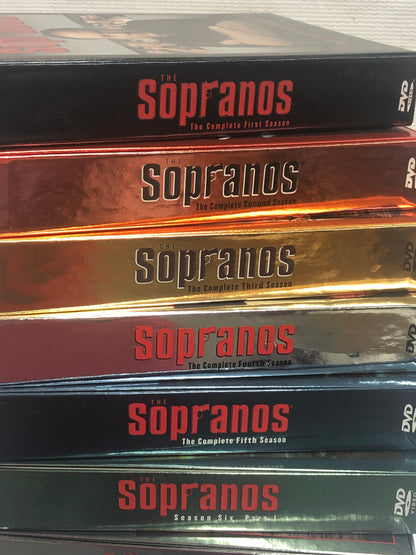 THE
Sopranos
The Complete First Season
DVD
THE
Sopranos
The Complete Second Season
DVD
THE
Sopranos
The Complete Third Season
DVD
Sopranos
The Complete Fourth Season
DVD
THE
Sopranos
The Complete Fifth Season
DVD
THE
Sopranos
Season Six, Part I
DVD
VIDEO